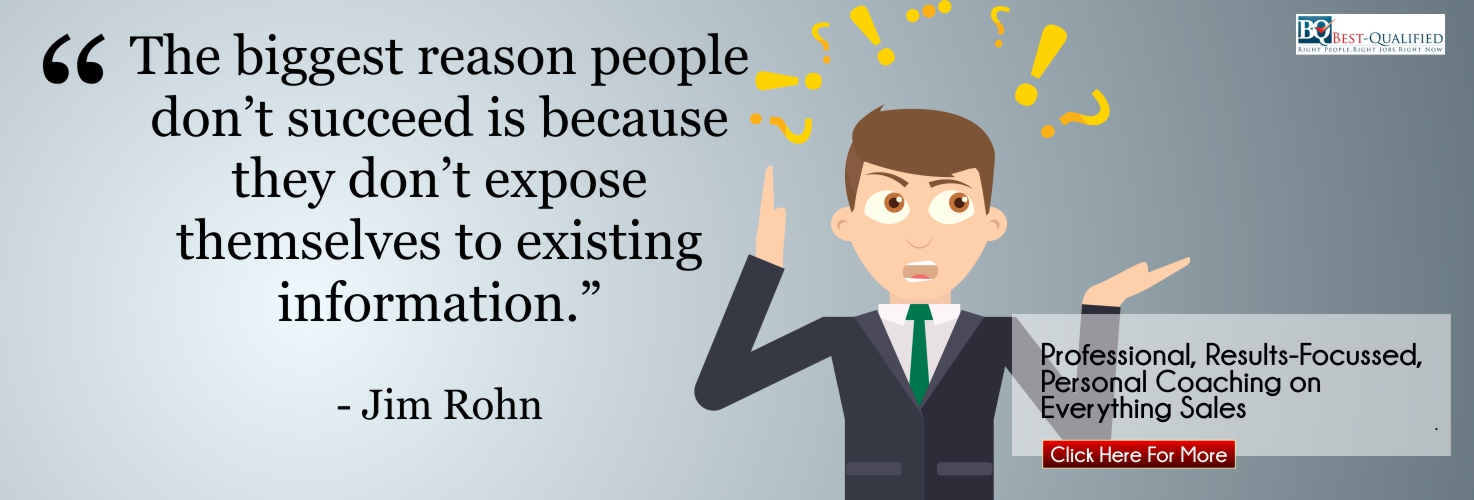 “ The biggest reason people
don’t succeed is because
they don’t expose
themselves to existing
information.”
- Jim Rohn
BQ BEST-QUALIFIED
RIGHT PEOPLE.RIGHT JOBS.RIGHT NOW
Professional, Results-Focussed,
Personal Coaching on
Everything Sales
.
Click Here For More